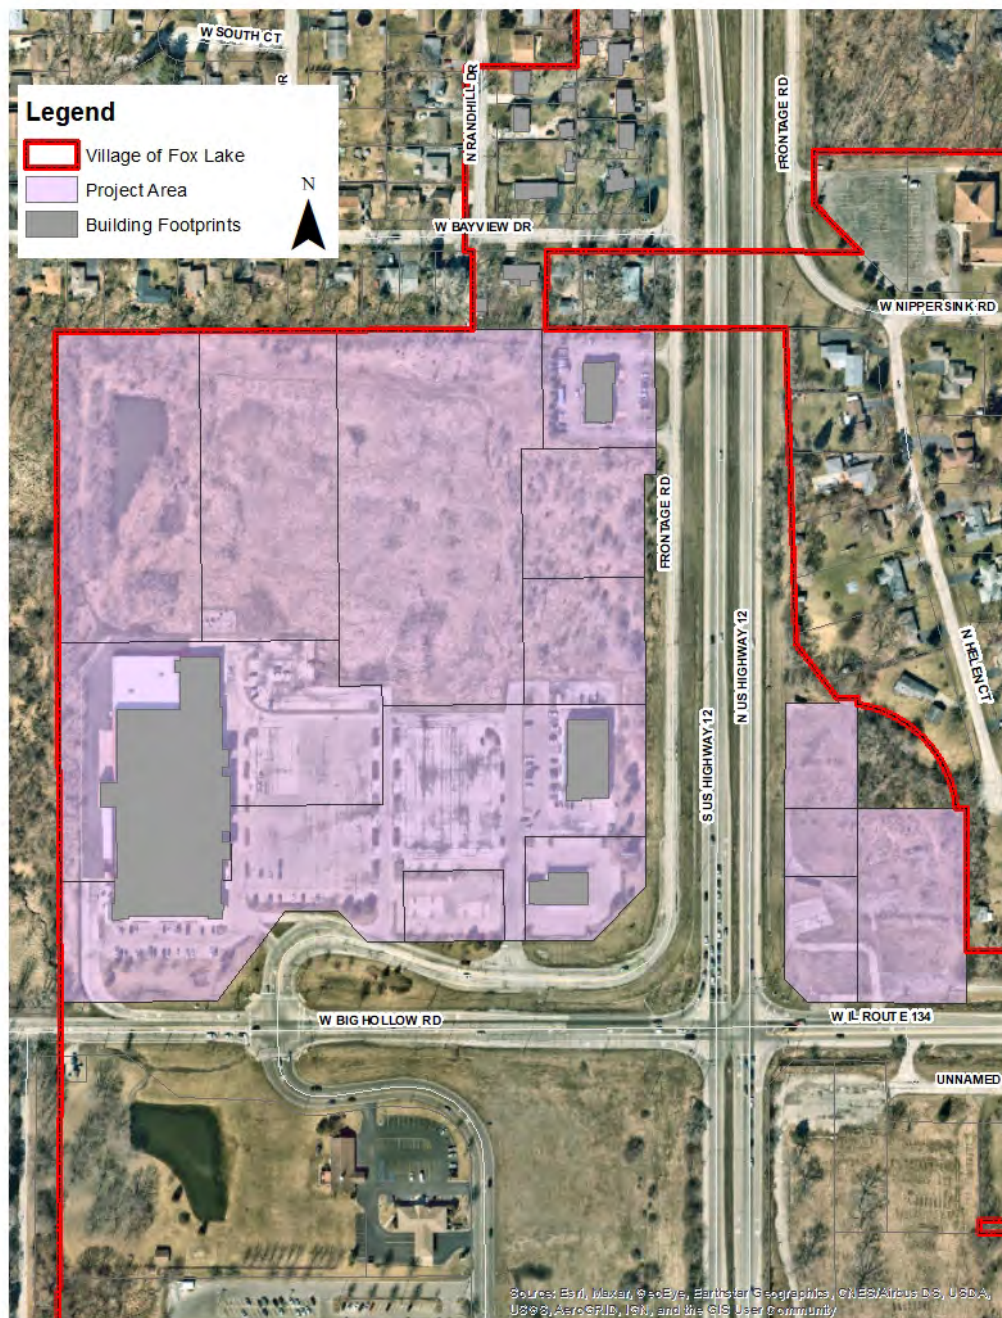 W SOUTH CT
DR
Legend
Village of Fox Lake
Project Area
Building Footprints
N
N RANDHILL DR
FRONTAGE RD
W BAYVIEW DR
W NIPPERSINK RD
FRONTAGE RD
N HELEN CT
N US HIGHWAY 12
S US HIGHWAY 12
W BIG HOLLOW RD
W IL ROUTE 134
UNNAMED
Source: Esri, Maxar, GeoEye, Earthstar Geographics, CNES/Airbus DS, USDA,
USGS, AeroGRID, IGN, and the GIS User Community